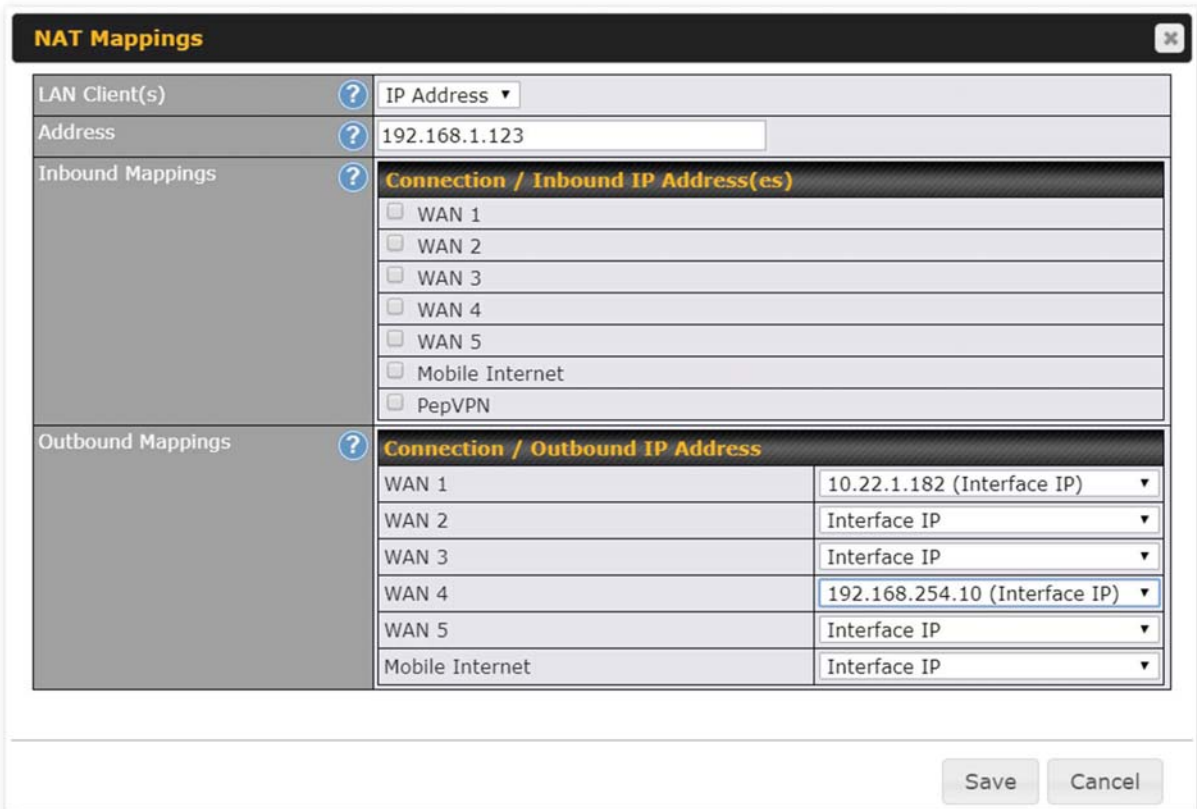 NAT Mappings
LAN Client(s) ? IP Address
Address ? 192.168.1.123
Inbound Mappings ? Connection / Inbound IP Address(es)
WAN 1
WAN 2
WAN 3
WAN 4
WAN 5
Mobile Internet
PepVPN
Outbound Mappings ? Connection / Outbound IP Address
WAN 1 10.22.1.182 (Interface IP)
WAN 2 Interface IP
WAN 3 Interface IP
WAN 4 192.168.254.10 (Interface IP)
WAN 5 Interface IP
Mobile Internet Interface IP
Save Cancel